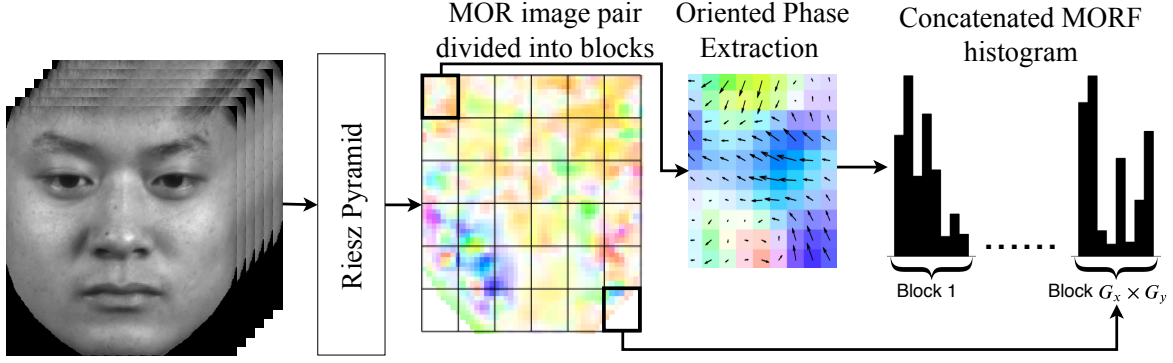 Riesz Pyramid
MOR image pair
divided into blocks
Oriented Phase
Extraction
Concatenated MORF
histogram
......
Block 1
Block G_x × G_y